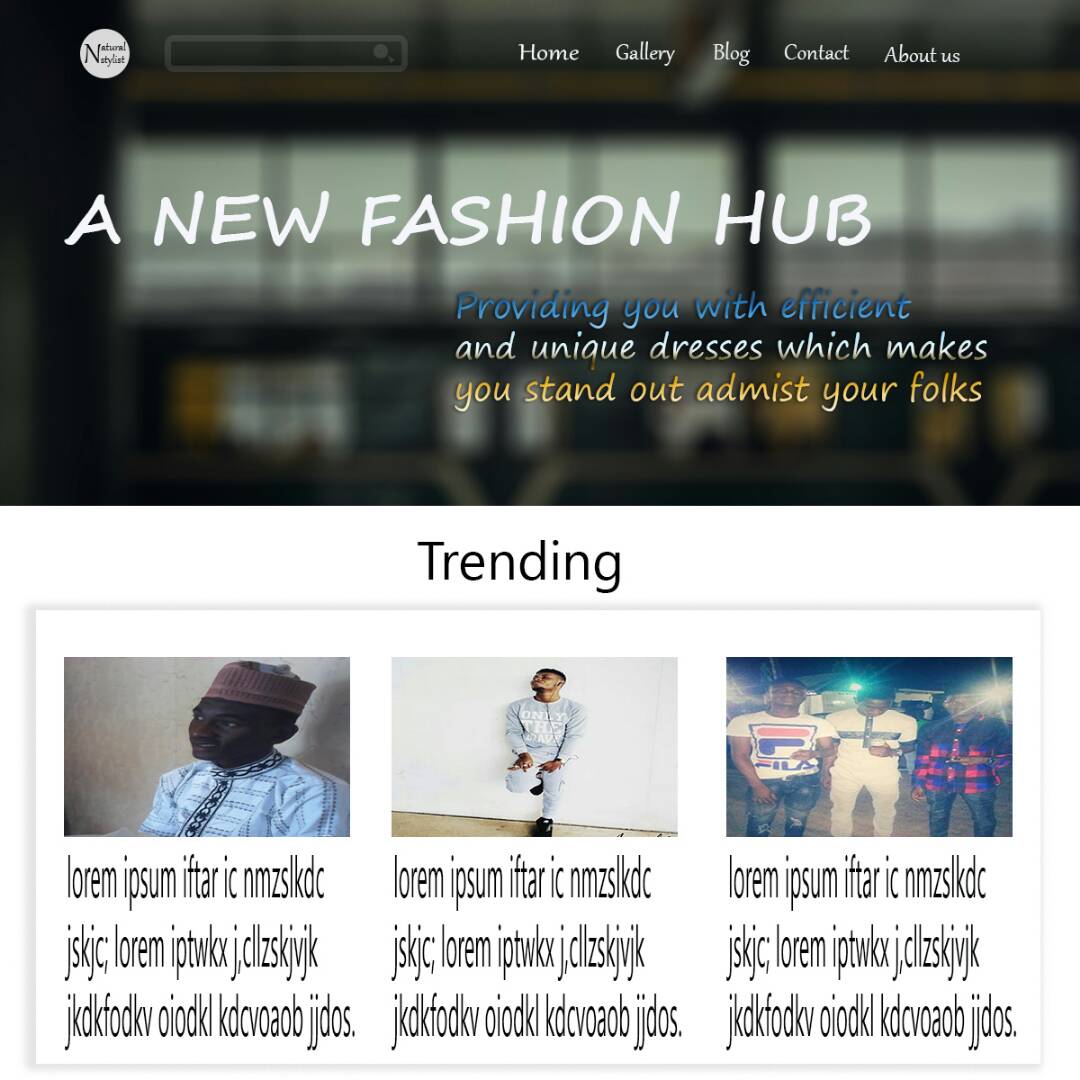 Natural
stylist
Home Gallery Blog Contact About us
A NEW FASHION HUB
Providing you with efficient
and unique dresses which makes
you stand out admist your folks
Trending
ONLY
THE
FILA
lorem ipsum iftar ic nmzslkdc
jskjc; lorem iptwkx j,cllzskjvjk
jkdkfodkv oiodkl kdcvoaob jjdos.
lorem ipsum iftar ic nmzslkdc
jskjc; lorem iptwkx j,cllzskjvjk
jkdkfodkv oiodkl kdcvoaob jjdos.
lorem ipsum iftar ic nmzslkdc
jskjc; lorem iptwkx j,cllzskjvjk
jkdkfodkv oiodkl kdcvoaob jjdos.